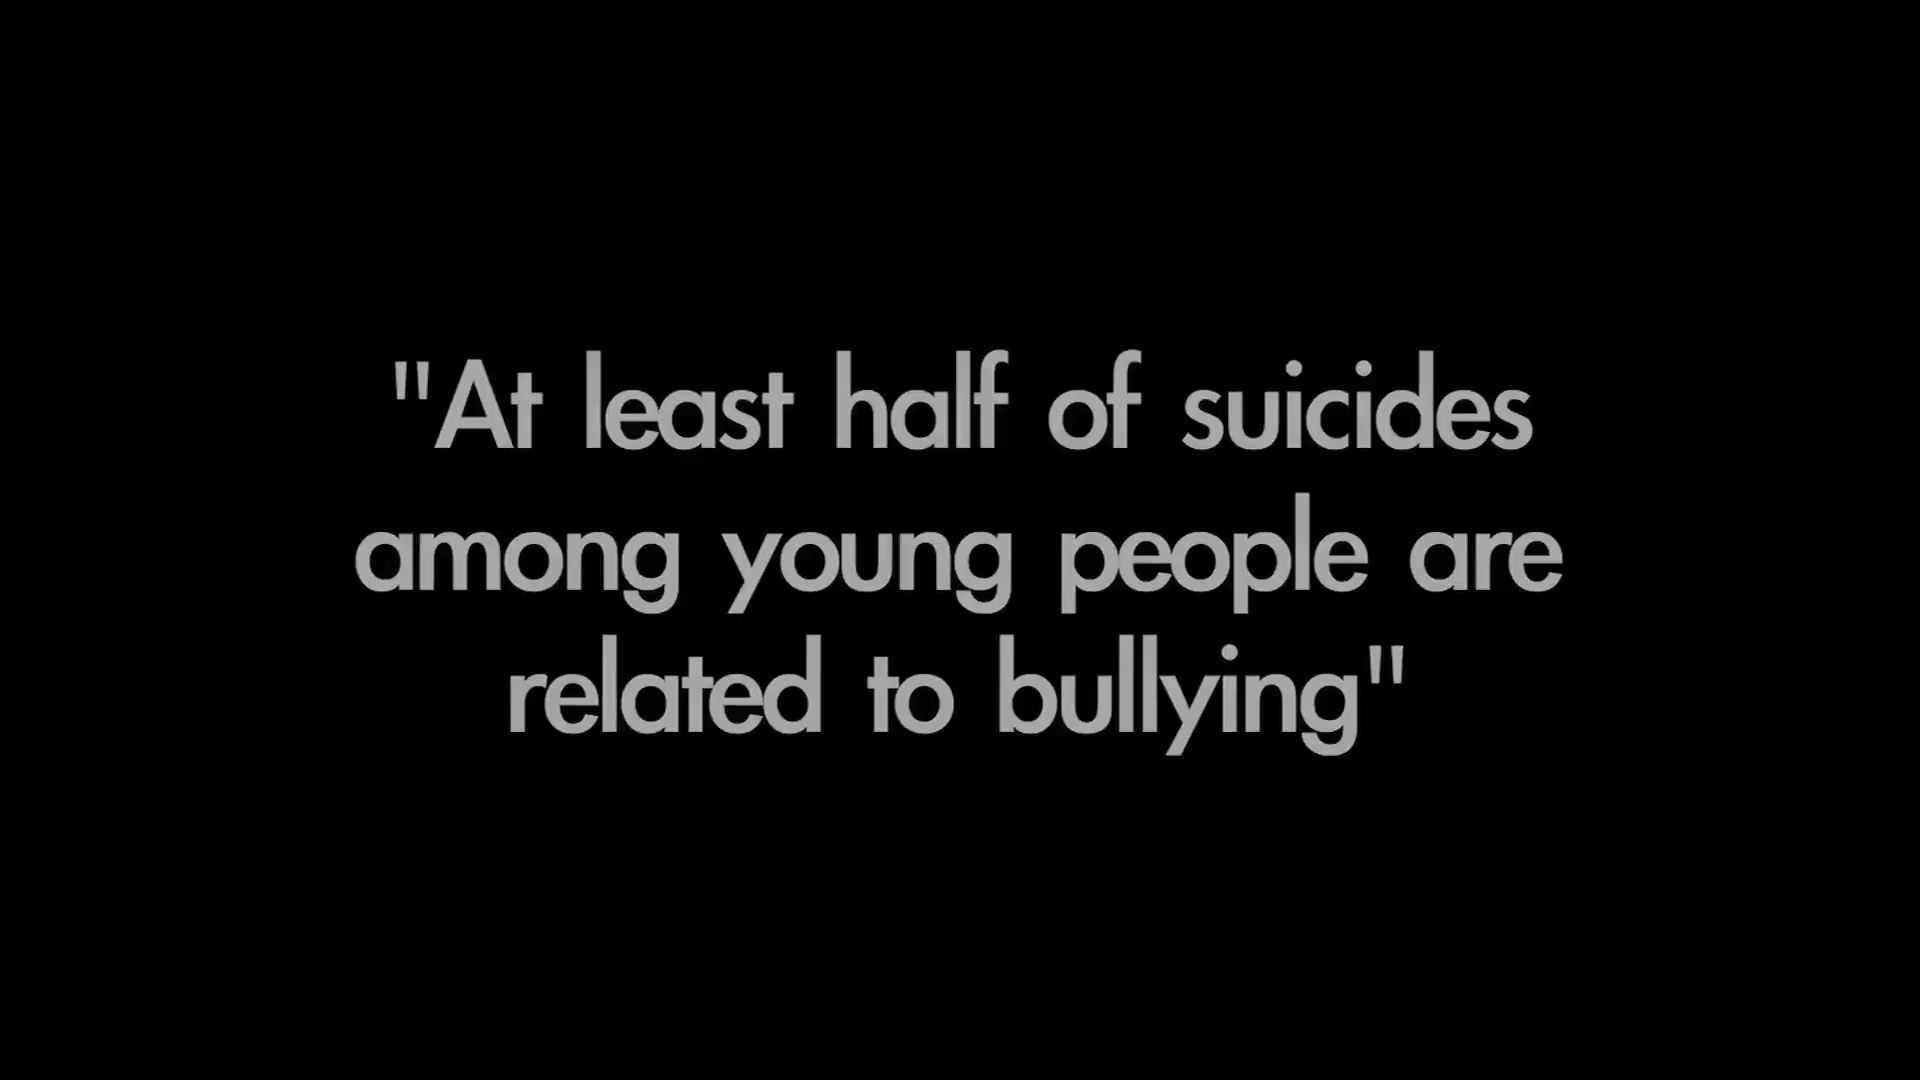 "At least half of suicides
among young people are
related to bullying"